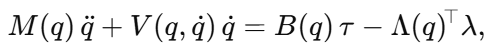 M(q) q̈ + V(q, q̇) q̇ = B(q) τ − Λ(q)^⊤ λ,